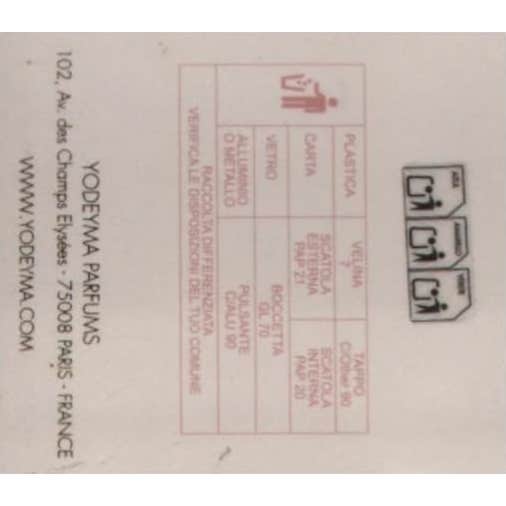 PLASTICA
VELINA
7
TAPPO
C/Other 90
CARTA
SCATOLA
ESTERNA
PAP 21
SCATOLA
INTERNA
PAP 20
VETRO
BOCCETTA
GL 70
ALLUMINIO
O METALLO
PULSANTE
C/ALU 90
RACCOLTA DIFFERENZIATA
VERIFICA LE DISPOSIZIONI DEL TUO COMUNE
YODEYMA PARFUMS
102, Av. des Champs Elysées - 75008 PARIS - FRANCE
WWW.YODEYMA.COM